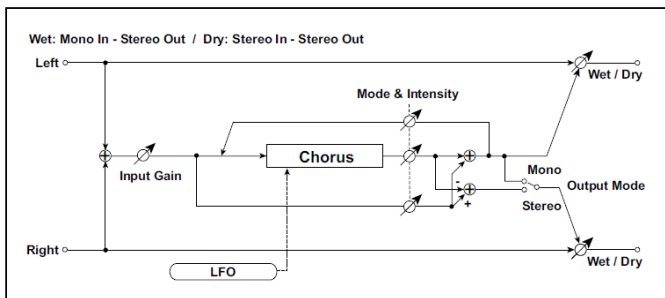 Wet: Mono In - Stereo Out / Dry: Stereo In - Stereo Out
Left
Wet / Dry
Mode & Intensity
Chorus
Input Gain
Mono
Output Mode
-
+
Stereo
Right
Wet / Dry
LFO